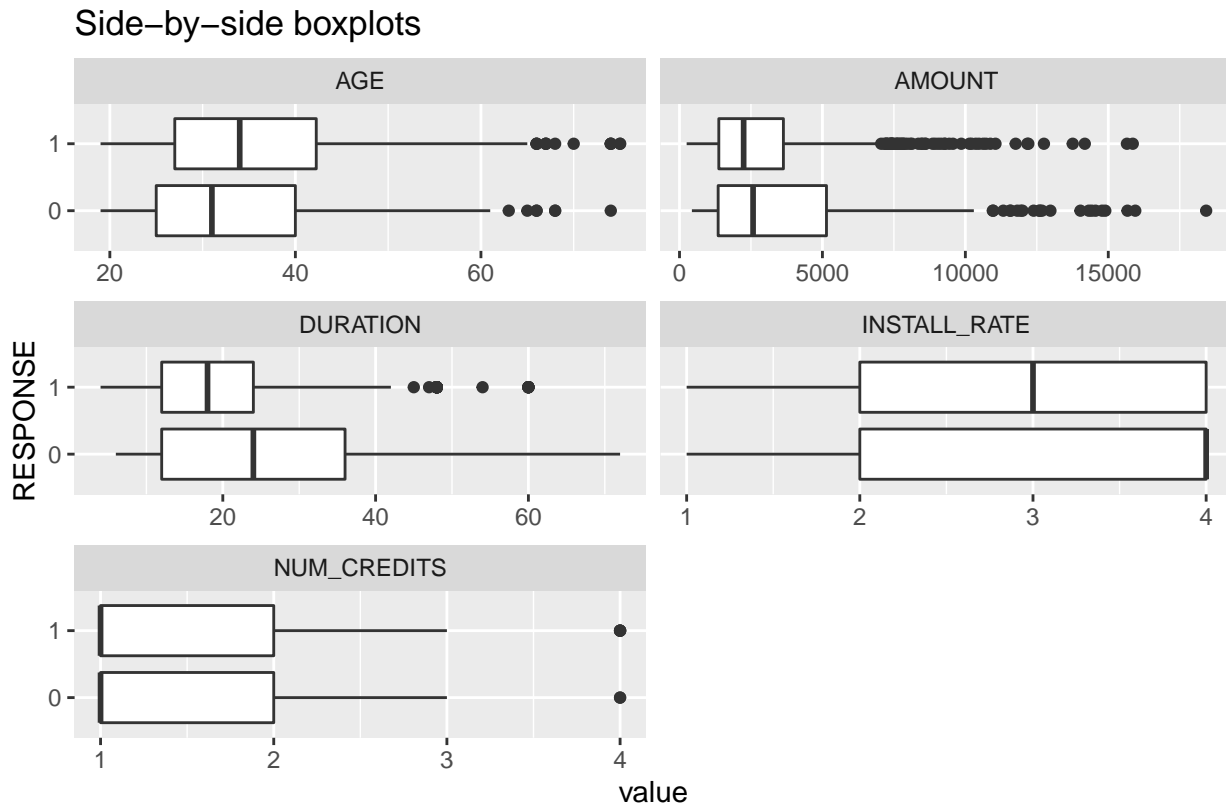 Side−by−side boxplots
AGE
AMOUNT
1
0
20 40 60
0 5000 10000 15000
DURATION
INSTALL_RATE
RESPONSE
1
0
20 40 60
1 2 3 4
NUM_CREDITS
1
0
1 2 3 4
value